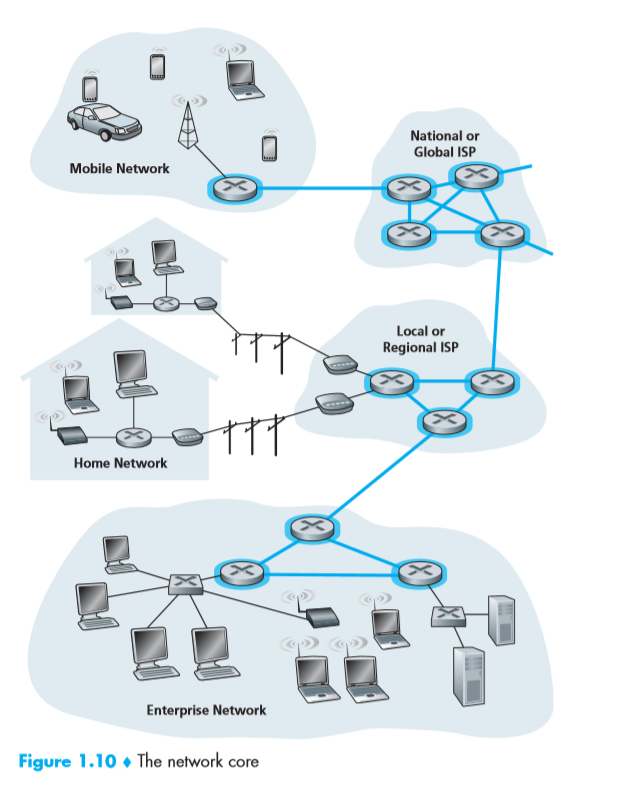 National or
Global ISP
Mobile Network
Local or
Regional ISP
Home Network
Enterprise Network
Figure 1.10 ♦ The network core